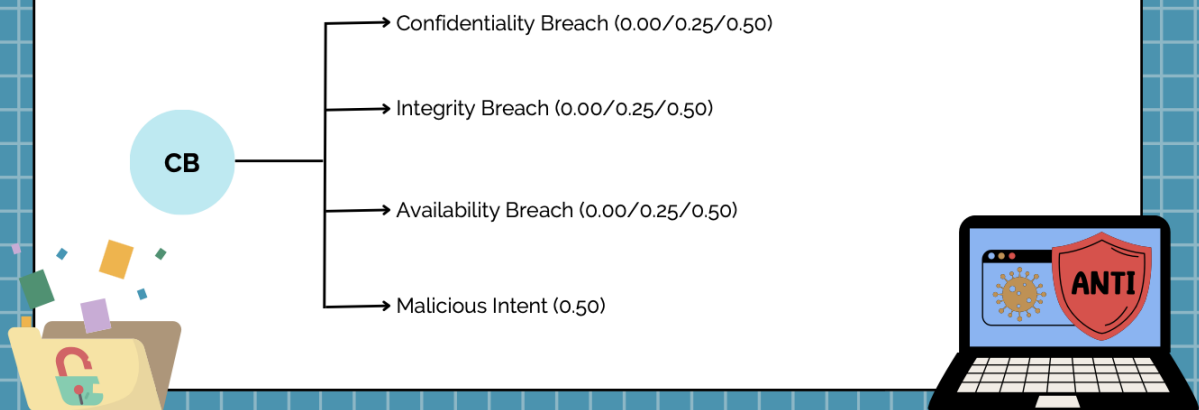 Confidentiality Breach (0.00/0.25/0.50)
Integrity Breach (0.00/0.25/0.50)
CB
Availability Breach (0.00/0.25/0.50)
Malicious Intent (0.50)
ANTI